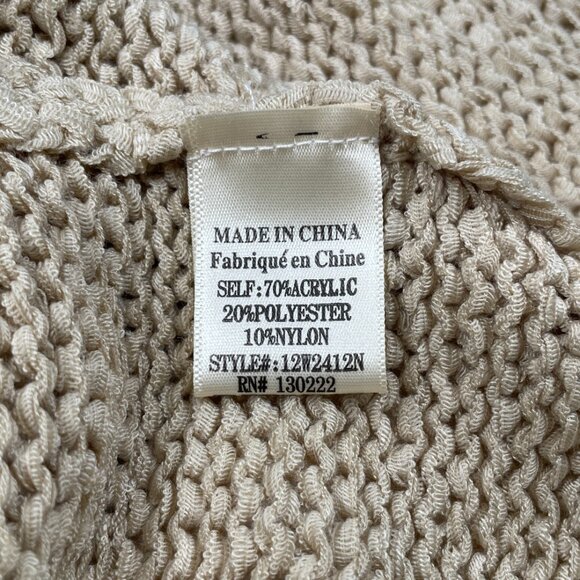 MADE IN CHINA
Fabriqué en Chine
SELF:70%ACRYLIC
20%POLYESTER
10%NYLON
STYLE#:12W2412N
RN# 130222